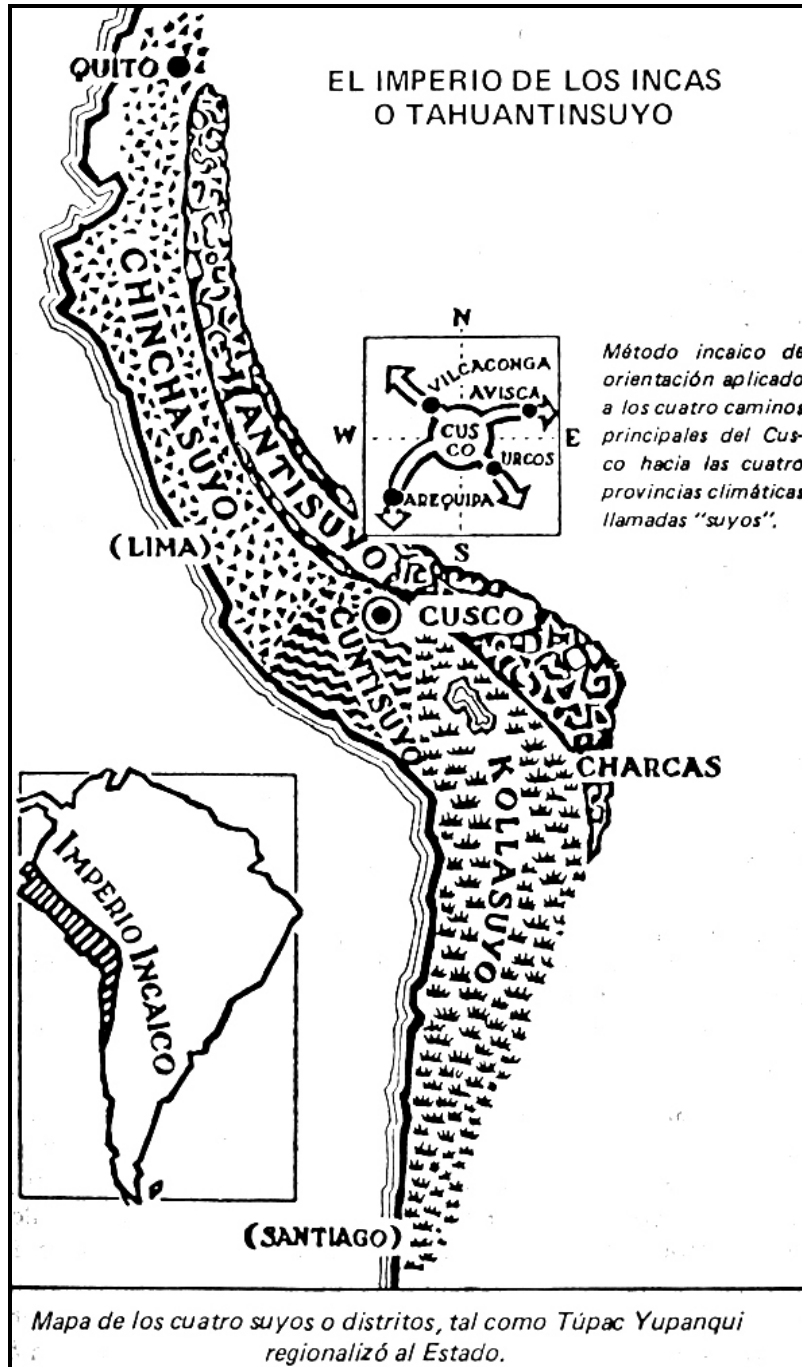 EL IMPERIO DE LOS INCAS
O TAHUANTINSUYO
QUITO
CHINCHASUYO
ANTISUYO
(LIMA)
N
VILCACONGA
AVISCA
W
CUS
CO
E
URCOS
AREQUIPA
S
Método incaico de
orientación aplicado
a los cuatro caminos
principales del Cus-
co hacia las cuatro
provincias climáticas
llamadas "suyos".
CUSCO
CUNTISUYO
CHARCAS
KOLLASUYO
IMPERIO INCAICO
(SANTIAGO)
Mapa de los cuatro suyos o distritos, tal como Túpac Yupanqui
regionalizó al Estado.